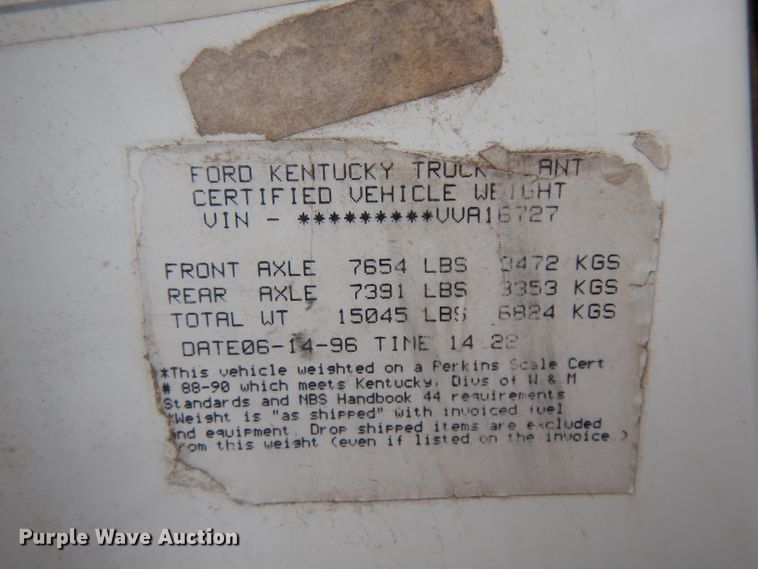 FORD KENTUCKY TRUCK PLANT
CERTIFIED VEHICLE WEIGHT
VIN - *********VVA16727
FRONT AXLE 7654 LBS 3472 KGS
REAR AXLE 7391 LBS 3353 KGS
TOTAL WT 15045 LBS 6824 KGS
DATE06-14-96 TIME 14 28
*This vehicle weighted on a Perkins Scale Cert.
# 88-90 which meets Kentucky, Divs of W & M
Standards and NBS Handbook 44 requirements
*Weight is "as shipped" with invoiced fuel
and equipment. Drop shipped items are excluded
from this weight (even if listed on the invoice.)
Purple Wave Auction